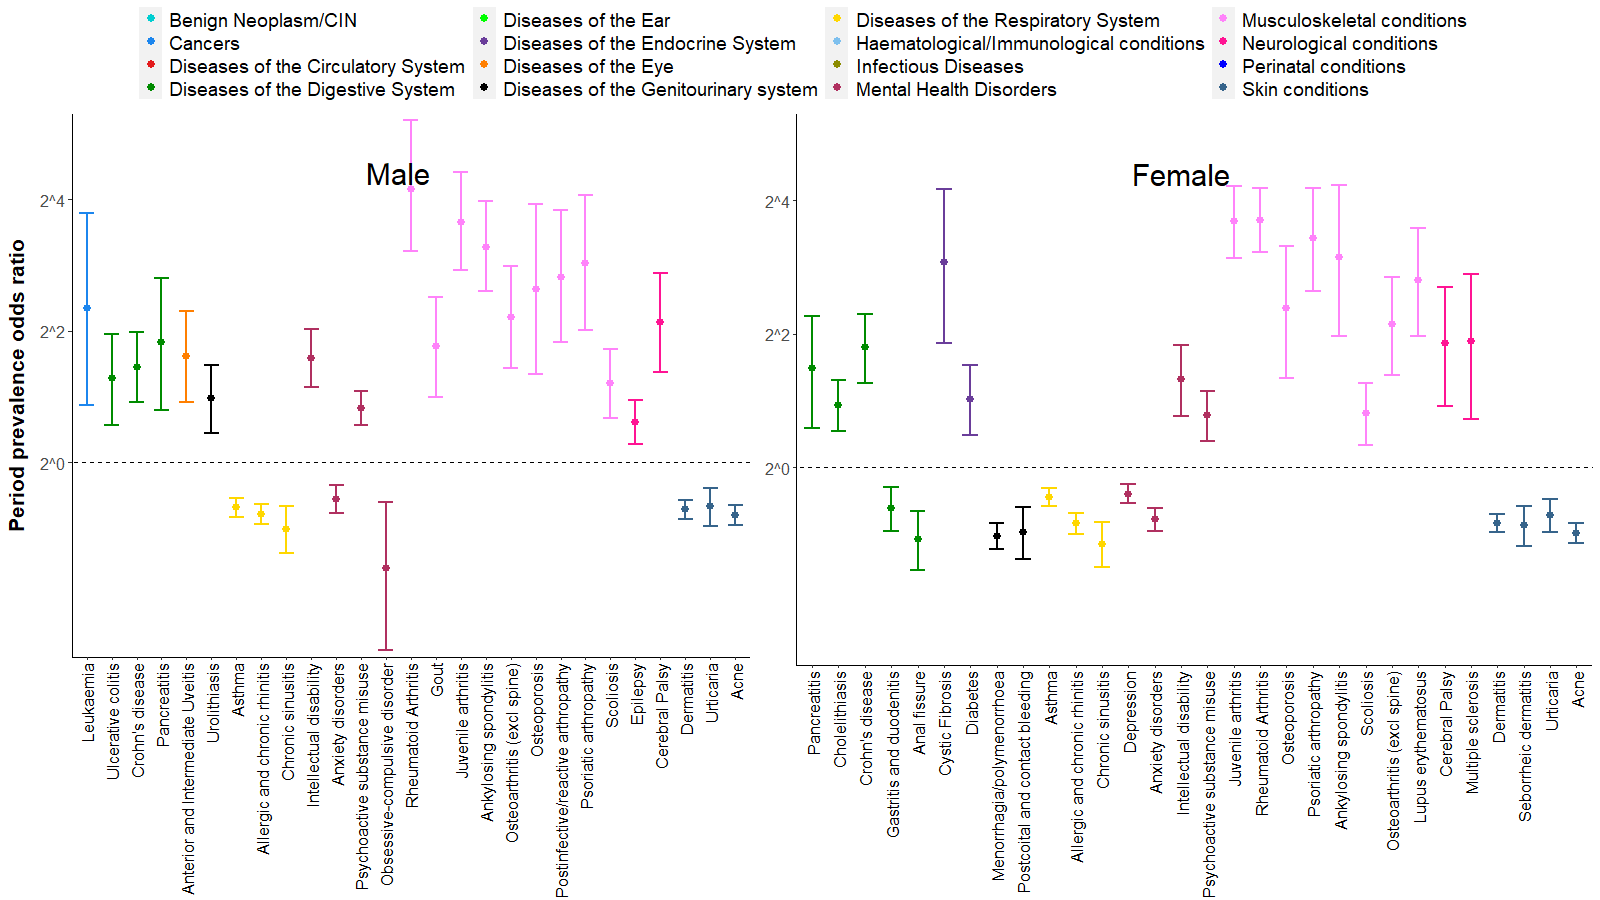 Benign Neoplasm/CIN
Cancers
Diseases of the Circulatory System
Diseases of the Digestive System
Diseases of the Ear
Diseases of the Endocrine System
Diseases of the Eye
Diseases of the Genitourinary system
Diseases of the Respiratory System
Haematological/Immunological conditions
Infectious Diseases
Mental Health Disorders
Musculoskeletal conditions
Neurological conditions
Perinatal conditions
Skin conditions
Period prevalence odds ratio
Male
2^4
2^2
2^0
Leukaemia
Ulcerative colitis
Crohn's disease
Pancreatitis
Anterior and Intermediate Uveitis
Urolithiasis
Asthma
Allergic and chronic rhinitis
Chronic sinusitis
Intellectual disability
Anxiety disorders
Psychoactive substance misuse
Obsessive-compulsive disorder
Rheumatoid Arthritis
Gout
Juvenile arthritis
Ankylosing spondylitis
Osteoarthritis (excl spine)
Osteoporosis
Postinfective/reactive arthropathy
Psoriatic arthropathy
Scoliosis
Epilepsy
Cerebral Palsy
Dermatitis
Urticaria
Acne
Female
2^4
2^2
2^0
Pancreatitis
Cholelithiasis
Crohn's disease
Gastritis and duodenitis
Anal fissure
Cystic Fibrosis
Diabetes
Menorrhagia/polymenorrhoea
Postcoital and contact bleeding
Asthma
Allergic and chronic rhinitis
Chronic sinusitis
Depression
Anxiety disorders
Intellectual disability
Psychoactive substance misuse
Juvenile arthritis
Rheumatoid Arthritis
Osteoporosis
Psoriatic arthropathy
Ankylosing spondylitis
Scoliosis
Osteoarthritis (excl spine)
Lupus erythematosus
Cerebral Palsy
Multiple sclerosis
Dermatitis
Seborrheic dermatitis
Urticaria
Acne